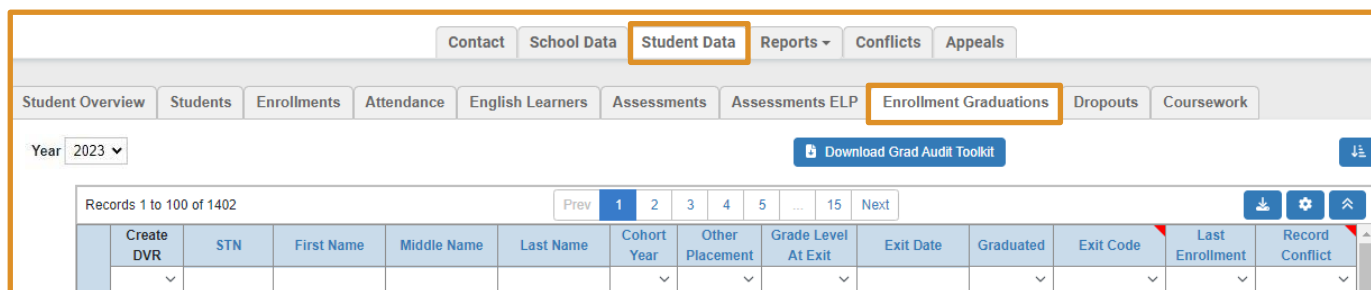 Contact School Data Student Data Reports Conflicts Appeals
Student Overview Students Enrollments Attendance English Learners Assessments Assessments ELP Enrollment Graduations Dropouts Coursework
Year 2023 Download Grad Audit Toolkit
Records 1 to 100 of 1402 Prev 1 2 3 4 5 ... 15 Next
Create DVR STN First Name Middle Name Last Name Cohort Year Other Placement Grade Level At Exit Exit Date Graduated Exit Code Last Enrollment Record Conflict